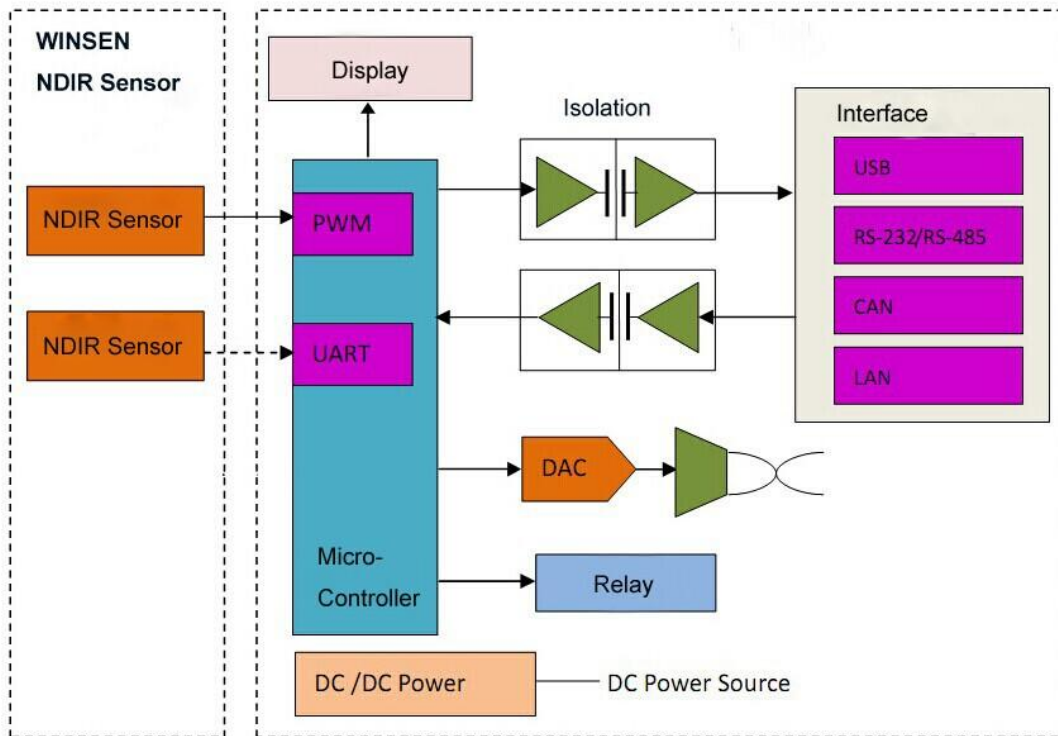 WINSEN
NDIR Sensor
Display
Isolation
Interface
USB
NDIR Sensor
PWM
RS-232/RS-485
NDIR Sensor
UART
CAN
LAN
DAC
Micro-
Controller
Relay
DC /DC Power
DC Power Source